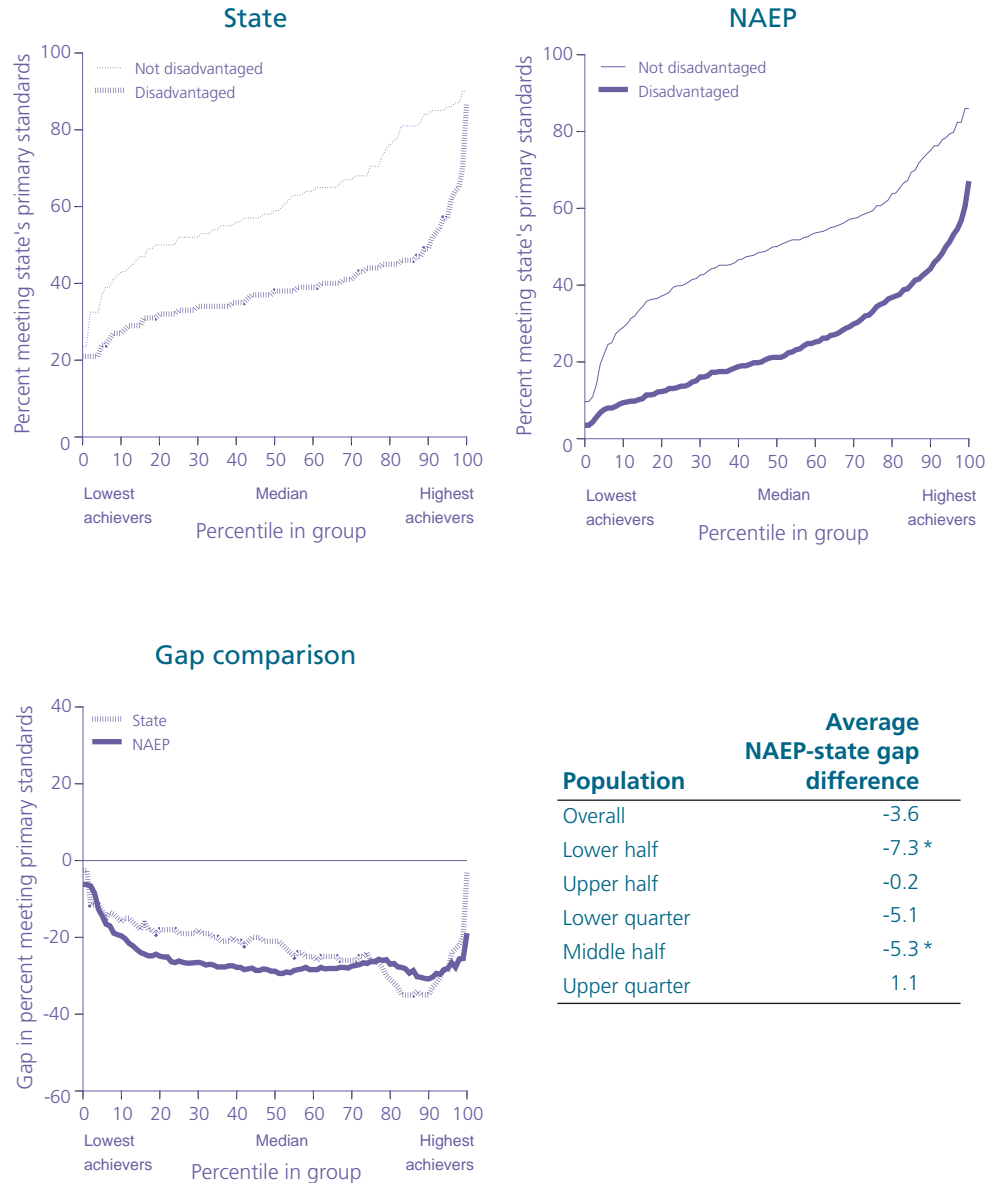 State
Percent meeting state's primary standards
100
80
60
40
20
0
Not disadvantaged
Disadvantaged
0 10 20 30 40 50 60 70 80 90 100
Lowest achievers
Median
Highest achievers
Percentile in group
NAEP
Percent meeting state's primary standards
100
80
60
40
20
0
Not disadvantaged
Disadvantaged
0 10 20 30 40 50 60 70 80 90 100
Lowest achievers
Median
Highest achievers
Percentile in group
Gap comparison
Gap in percent meeting primary standards
40
20
0
-20
-40
-60
State
NAEP
0 10 20 30 40 50 60 70 80 90 100
Lowest achievers
Median
Highest achievers
Percentile in group
Population Average NAEP-state gap difference
Overall -3.6
Lower half -7.3 *
Upper half -0.2
Lower quarter -5.1
Middle half -5.3 *
Upper quarter 1.1